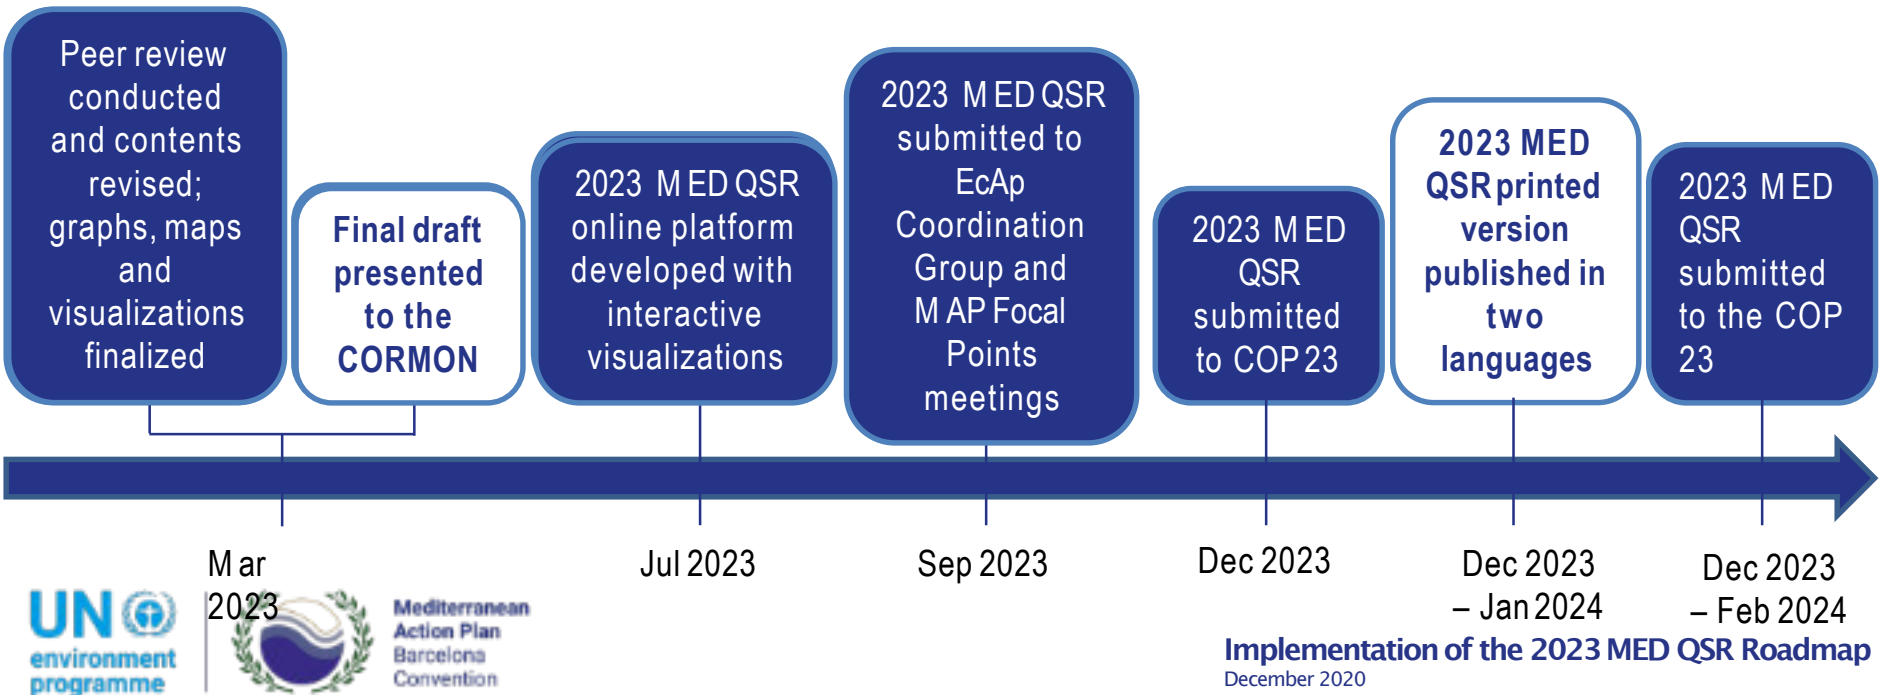 Peer review
conducted
and contents
revised;
graphs, maps
and
visualizations
finalized
Final draft
presented
to the
CORMON
2023 MED QSR
online platform
developed with
interactive
visualizations
2023 MED QSR
submitted to
EcAp
Coordination
Group and
MAP Focal
Points
meetings
2023 MED
QSR
submitted
to COP 23
2023 MED
QSR printed
version
published in
two
languages
2023 MED
QSR
submitted
to the COP
23
Mar
2023
Jul 2023
Sep 2023
Dec 2023
Dec 2023
– Jan 2024
Dec 2023
– Feb 2024
UN
environment
programme
Mediterranean
Action Plan
Barcelona
Convention
Implementation of the 2023 MED QSR Roadmap
December 2020